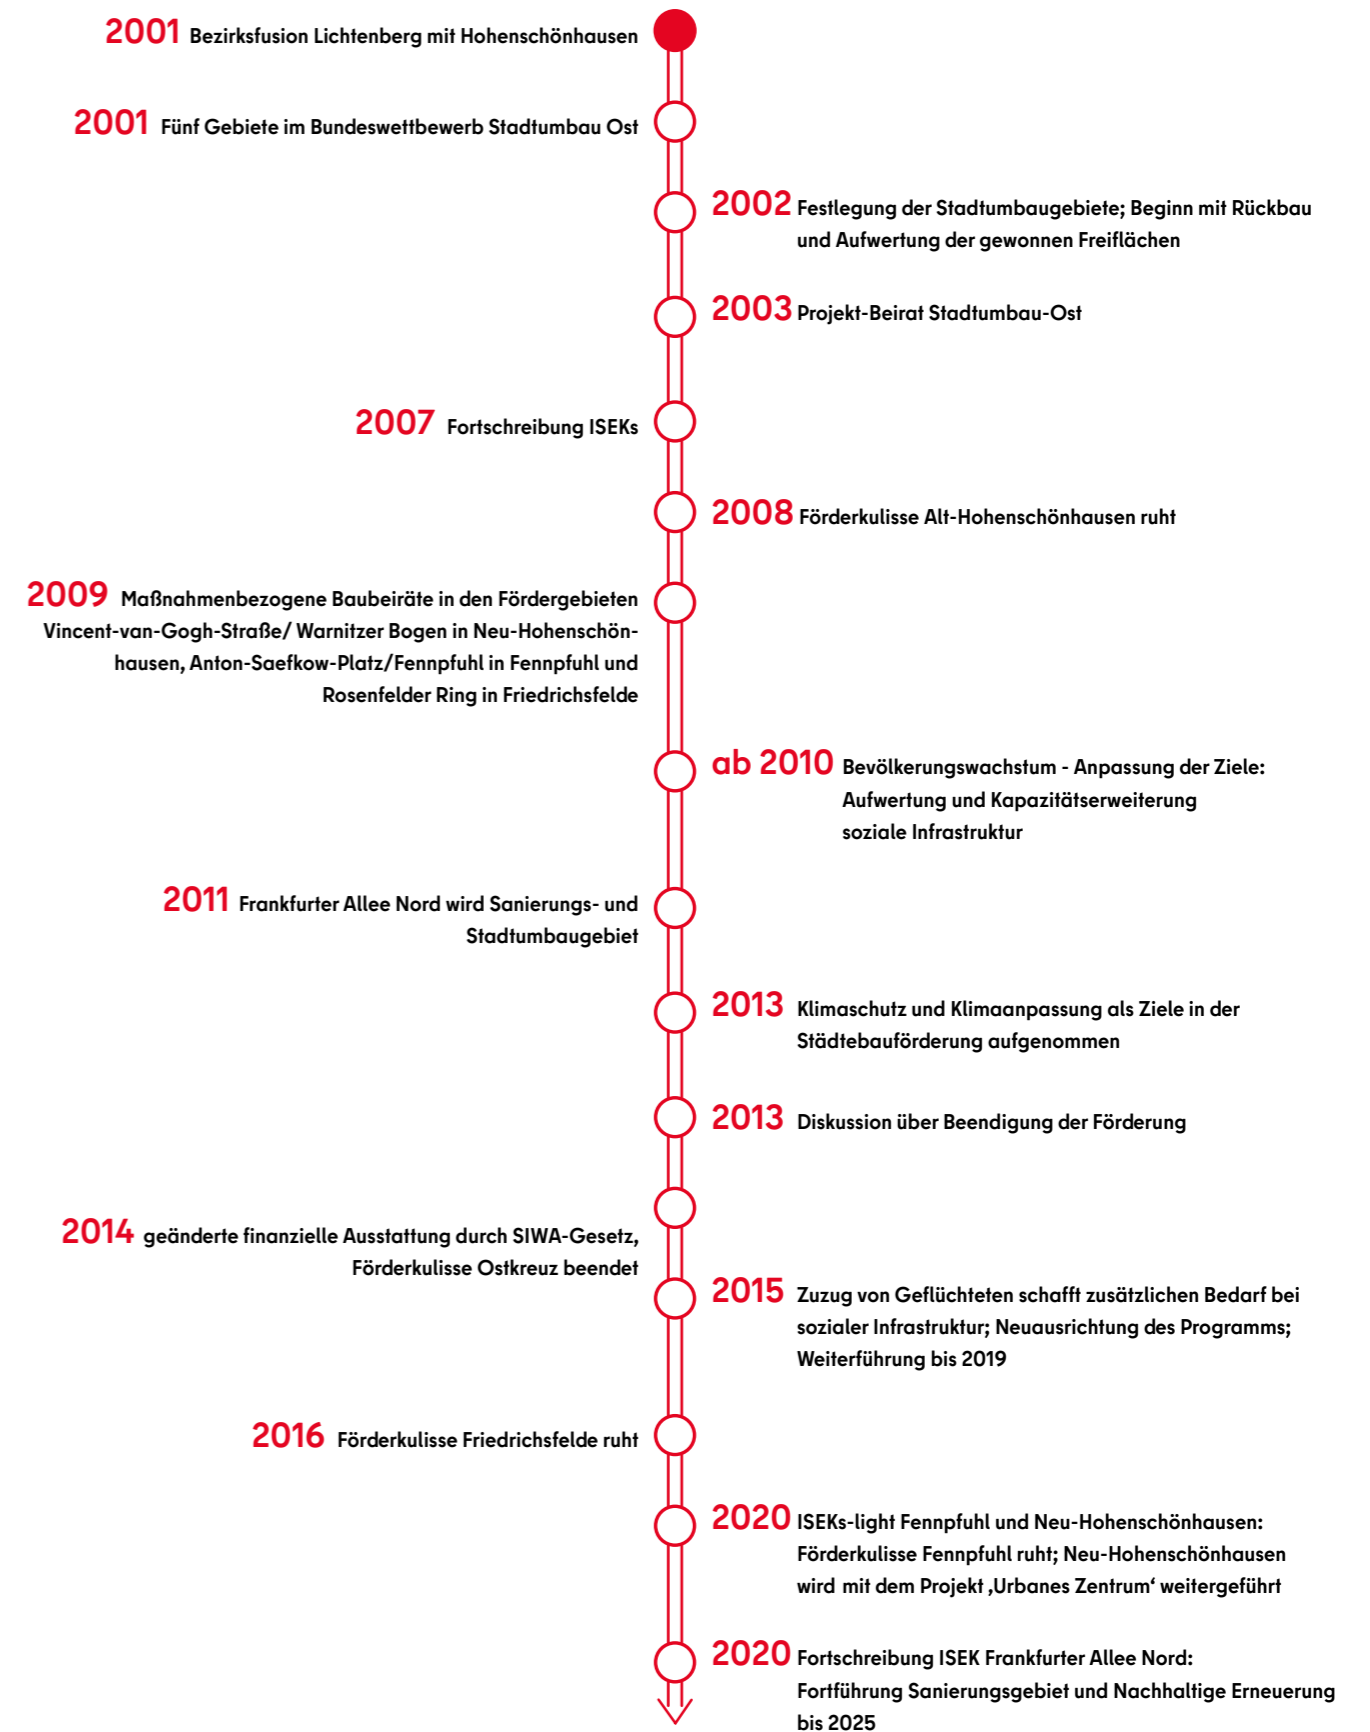 2001 Bezirksfusion Lichtenberg mit Hohenschönhausen
2001 Fünf Gebiete im Bundeswettbewerb Stadtumbau Ost
2002 Festlegung der Stadtumbaugebiete; Beginn mit Rückbau
und Aufwertung der gewonnen Freiflächen
2003 Projekt-Beirat Stadtumbau-Ost
2007 Fortschreibung ISEKs
2008 Förderkulisse Alt-Hohenschönhausen ruht
2009 Maßnahmenbezogene Baubeiräte in den Fördergebieten
Vincent-van-Gogh-Straße/ Warnitzer Bogen in Neu-Hohenschön-
hausen, Anton-Saefkow-Platz/Fennpfuhl in Fennpfuhl und
Rosenfelder Ring in Friedrichsfelde
ab 2010 Bevölkerungswachstum - Anpassung der Ziele:
Aufwertung und Kapazitätserweiterung
soziale Infrastruktur
2011 Frankfurter Allee Nord wird Sanierungs- und
Stadtumbaugebiet
2013 Klimaschutz und Klimaanpassung als Ziele in der
Städtebauförderung aufgenommen
2013 Diskussion über Beendigung der Förderung
2014 geänderte finanzielle Ausstattung durch SIWA-Gesetz,
Förderkulisse Ostkreuz beendet
2015 Zuzug von Geflüchteten schafft zusätzlichen Bedarf bei
sozialer Infrastruktur; Neuausrichtung des Programms;
Weiterführung bis 2019
2016 Förderkulisse Friedrichsfelde ruht
2020 ISEKs-light Fennpfuhl und Neu-Hohenschönhausen:
Förderkulisse Fennpfuhl ruht; Neu-Hohenschönhausen
wird mit dem Projekt ‚Urbanes Zentrum‘ weitergeführt
2020 Fortschreibung ISEK Frankfurter Allee Nord:
Fortführung Sanierungsgebiet und Nachhaltige Erneuerung
bis 2025